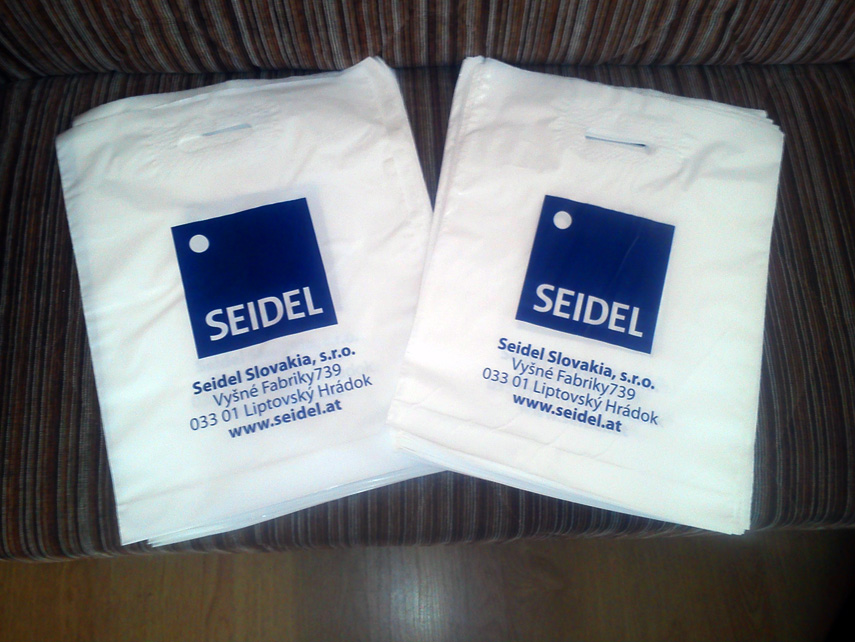 SEIDEL
Seidel Slovakia, s.r.o.
Vyšné Fabriky739
033 01 Liptovský Hrádok
www.seidel.at
SEIDEL
Seidel Slovakia, s.r.o.
Vyšné Fabriky739
033 01 Liptovský Hrádok
www.seidel.at